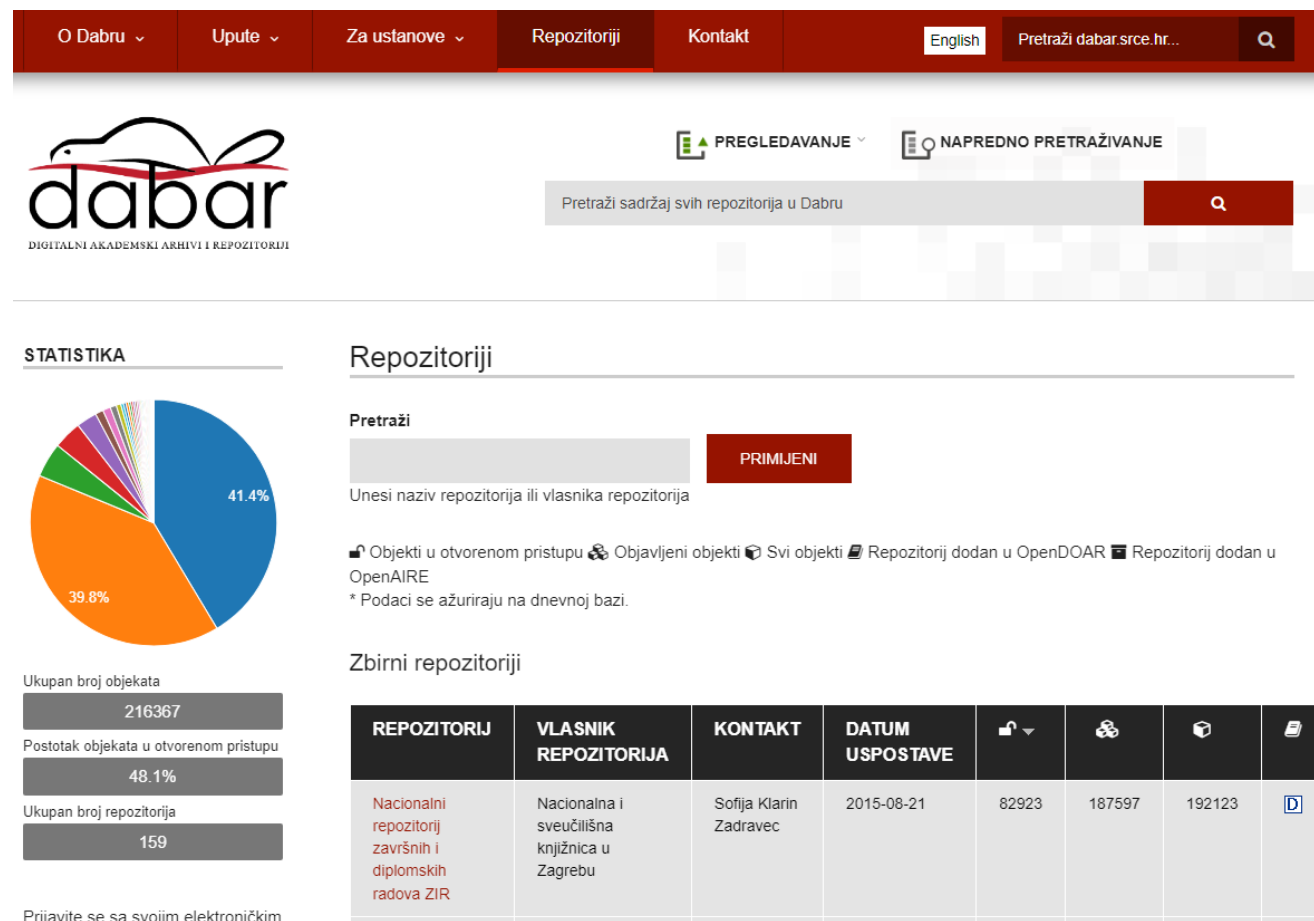 O Dabru
Upute
Za ustanove
Repozitoriji
Kontakt
English
Pretraži dabar.srce.hr...
dabar
DIGITALNI AKADEMSKI ARHIVI I REPOZITORIJI
PREGLEDAVANJE
NAPREDNO PRETRAŽIVANJE
Pretraži sadržaj svih repozitorija u Dabru
STATISTIKA
41.4%
39.8%
Ukupan broj objekata
216367
Postotak objekata u otvorenom pristupu
48.1%
Ukupan broj repozitorija
159
Prijavite se sa svojim elektroničkim
Repozitoriji
Pretraži
PRIMIJENI
Unesi naziv repozitorija ili vlasnika repozitorija
Objekti u otvorenom pristupu Objavljeni objekti Svi objekti Repozitorij dodan u OpenDOAR Repozitorij dodan u
OpenAIRE
* Podaci se ažuriraju na dnevnoj bazi.
Zbirni repozitoriji
REPOZITORIJ
VLASNIK
REPOZITORIJA
KONTAKT
DATUM
USPOSTAVE
Nacionalni
repozitorij
završnih i
diplomskih
radova ZIR
Nacionalna i
sveučilišna
knjižnica u
Zagrebu
Sofija Klarin
Zadravec
2015-08-21
82923
187597
192123
D